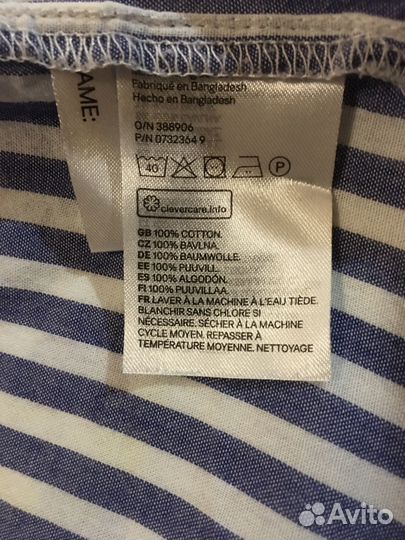 Fabriqué en Bangladesh
Hecho en Bangladesh
O/N 388906
P/N 0732364 9
40
P
clevercare.info
GB 100% COTTON.
CZ 100% BAVLNA.
DE 100% BAUMWOLLE.
EE 100% PUUVILL.
ES 100% ALGODÓN.
FI 100% PUUVILLAA.
FR LAVER À LA MACHINE À L'EAU TIÈDE.
BLANCHIR SANS CHLORE SI
NÉCESSAIRE. SÉCHER À LA MACHINE
CYCLE MOYEN. REPASSER À
TEMPÉRATURE MOYENNE. NETTOYAGE
AME:
Avito